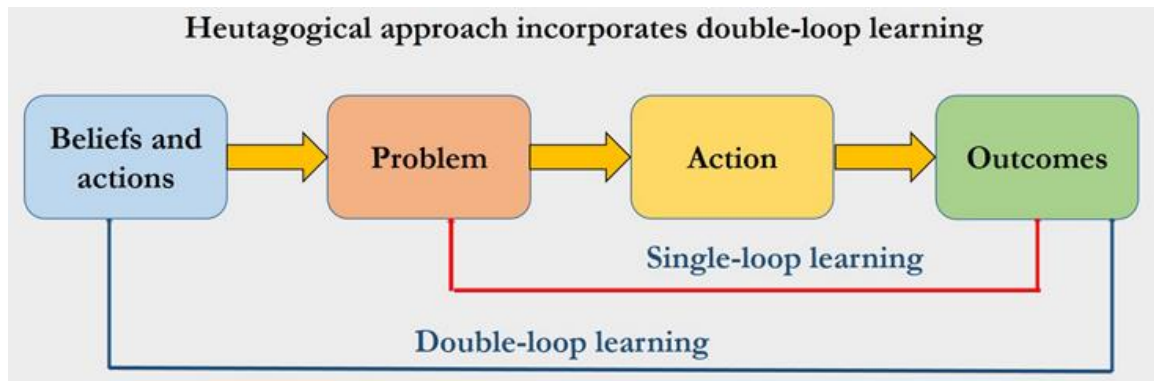 Heutagogical approach incorporates double-loop learning
Beliefs and
actions
Problem
Action
Outcomes
Single-loop learning
Double-loop learning